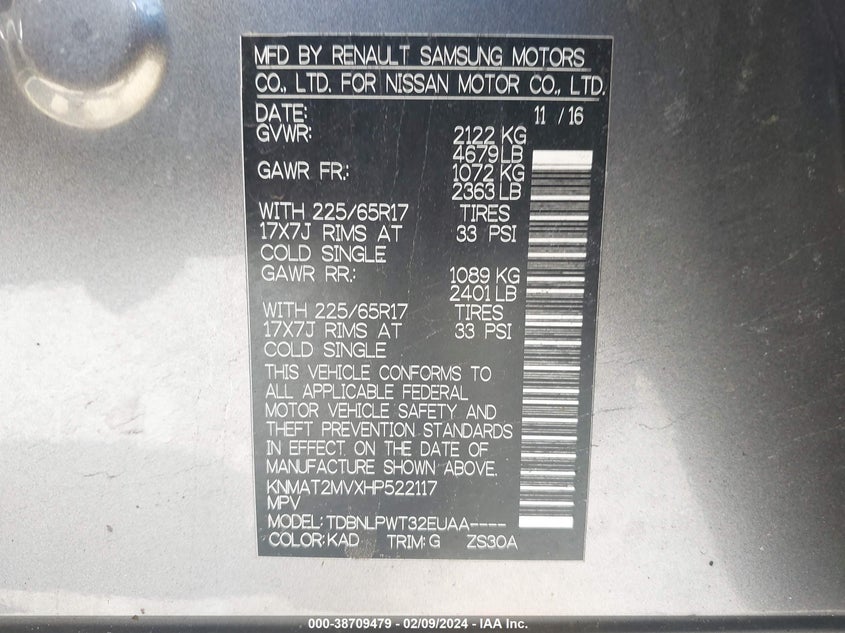 MFD BY RENAULT SAMSUNG MOTORS
CO., LTD. FOR NISSAN MOTOR CO., LTD.
DATE: 11 / 16
GVWR: 2122 KG
4679 LB
GAWR FR.: 1072 KG
2363 LB
WITH 225/65R17 TIRES
17X7J RIMS AT 33 PSI
COLD SINGLE
GAWR RR.: 1089 KG
2401 LB
WITH 225/65R17 TIRES
17X7J RIMS AT 33 PSI
COLD SINGLE
THIS VEHICLE CONFORMS TO
ALL APPLICABLE FEDERAL
MOTOR VEHICLE SAFETY AND
THEFT PREVENTION STANDARDS
IN EFFECT ON THE DATE OF
MANUFACTURE SHOWN ABOVE.
KNMAT2MVXHP522117
MPV
MODEL: TDBNLPWT32EUAA----
COLOR: KAD TRIM: G ZS30A
000-38709479 - 02/09/2024 - IAA Inc.